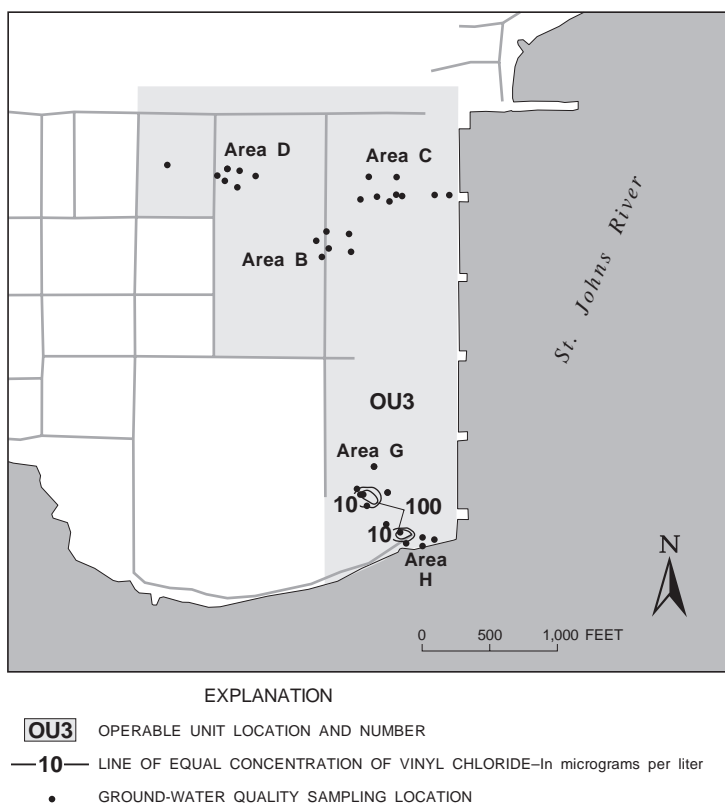 Area D
Area C
Area B
St. Johns River
OU3
Area G
10
100
10
Area
H
N
0 500 1,000 FEET
EXPLANATION
OU3 OPERABLE UNIT LOCATION AND NUMBER
10 LINE OF EQUAL CONCENTRATION OF VINYL CHLORIDE–In micrograms per liter
GROUND-WATER QUALITY SAMPLING LOCATION